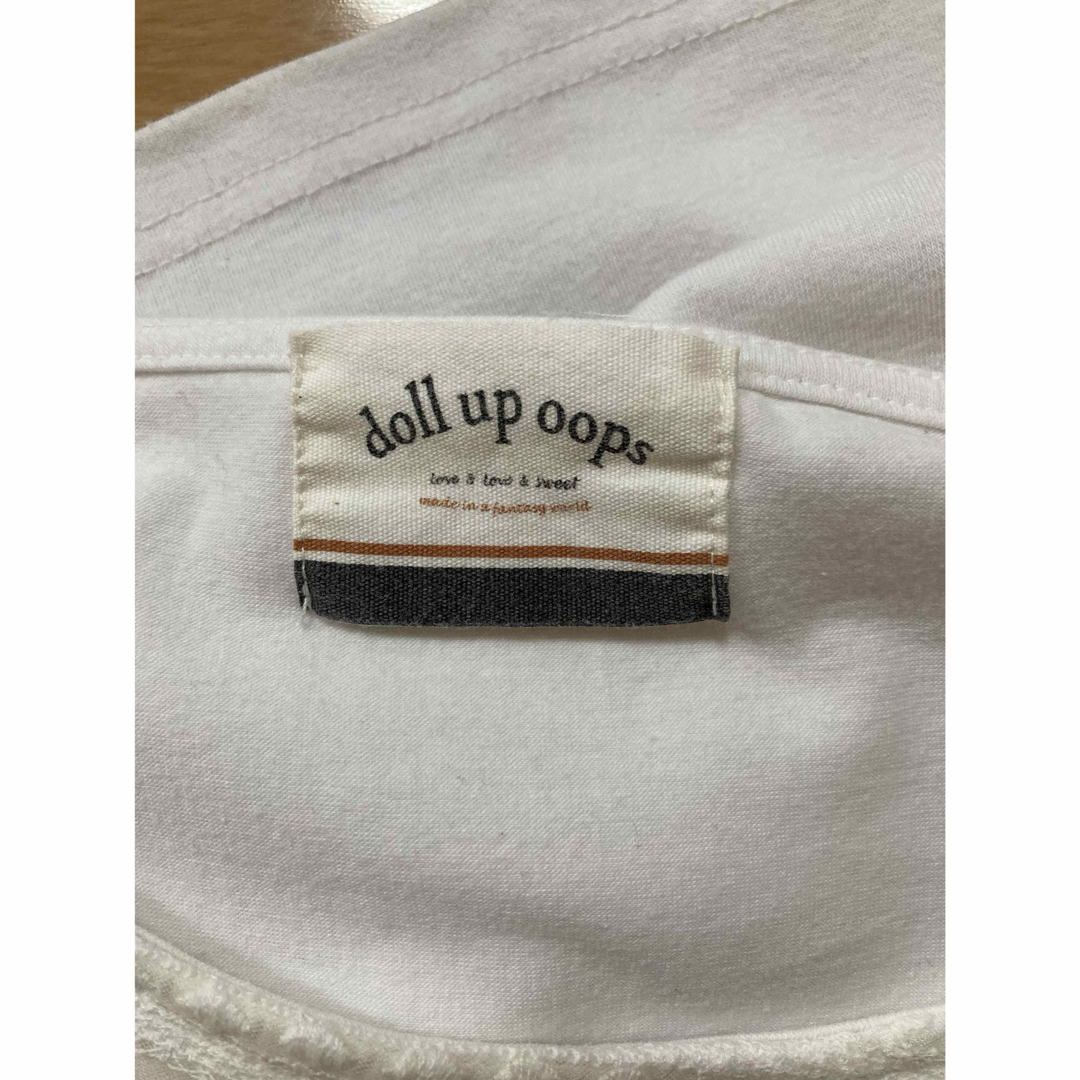 doll up oops
love & love & sweet
made in a fantasy world